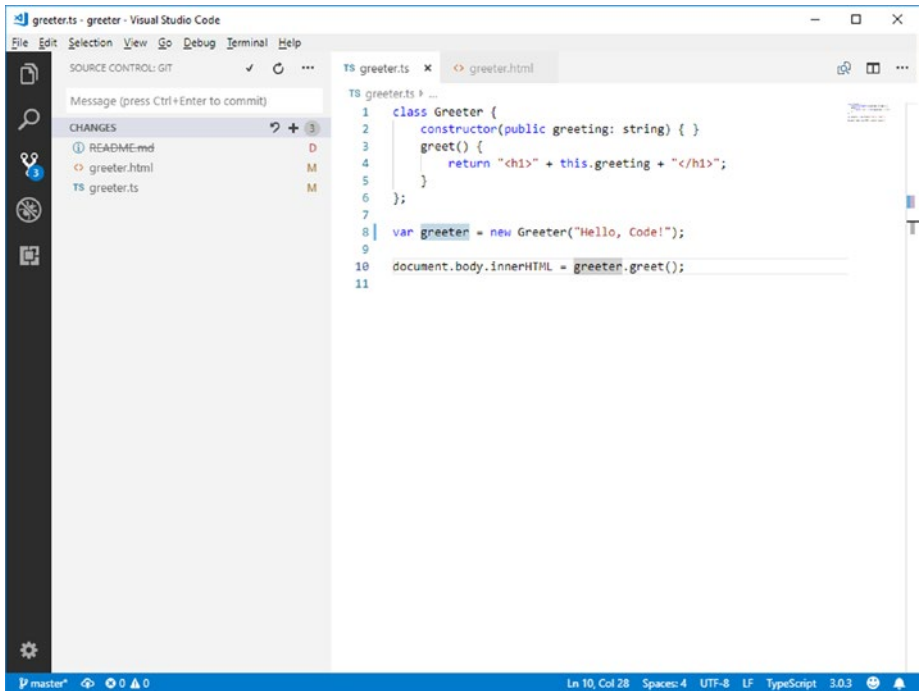 greeter.ts - greeter - Visual Studio Code
File Edit Selection View Go Debug Terminal Help
SOURCE CONTROL: GIT
Message (press Ctrl+Enter to commit)
CHANGES 3
README.md D
greeter.html M
TS greeter.ts M
3
TS greeter.ts greeter.html
TS greeter.ts ...
1 class Greeter {
2 constructor(public greeting: string) { }
3 greet() {
4 return "<h1>" + this.greeting + "</h1>";
5 }
6 };
7
8 var greeter = new Greeter("Hello, Code!");
9
10 document.body.innerHTML = greeter.greet();
11
master* 0 0 Ln 10, Col 28 Spaces: 4 UTF-8 LF TypeScript 3.0.3